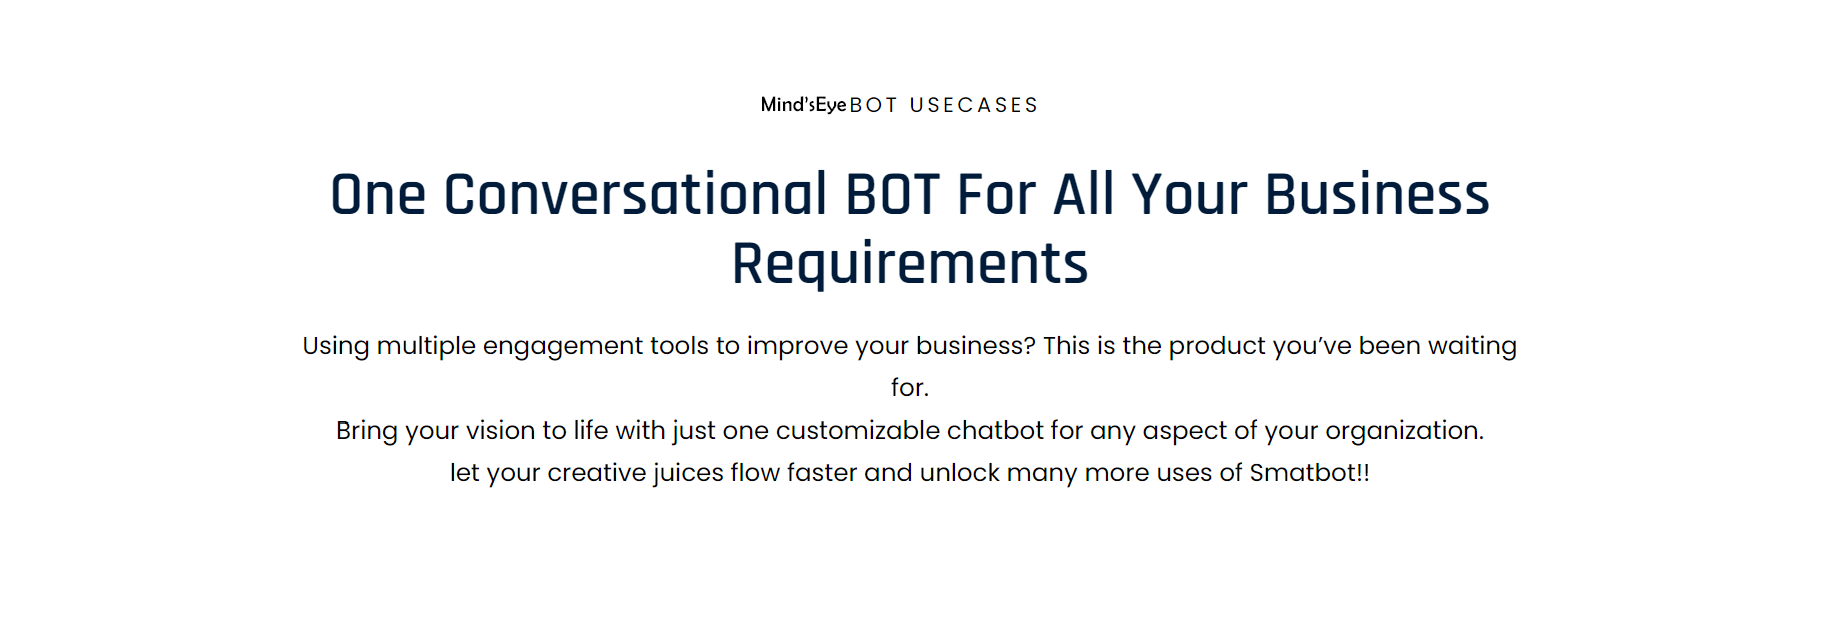 Mind'sEye BOT USECASES
One Conversational BOT For All Your Business
Requirements
Using multiple engagement tools to improve your business? This is the product you’ve been waiting
for.
Bring your vision to life with just one customizable chatbot for any aspect of your organization.
let your creative juices flow faster and unlock many more uses of Smatbot!!